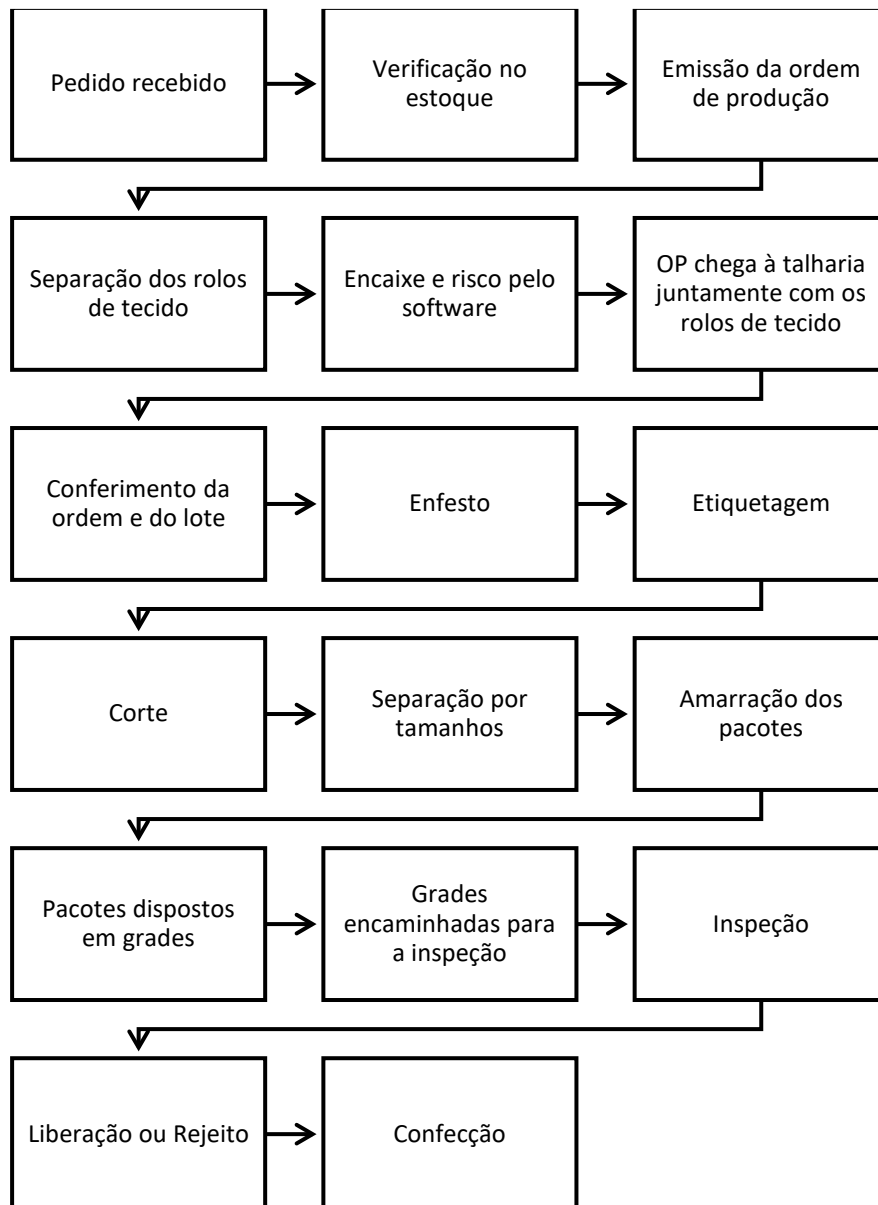 Pedido recebido
Verificação no
estoque
Emissão da ordem
de produção
Separação dos rolos
de tecido
Encaixe e risco pelo
software
OP chega à talharia
juntamente com os
rolos de tecido
Conferimento da
ordem e do lote
Enfesto
Etiquetagem
Corte
Separação por
tamanhos
Amarração dos
pacotes
Pacotes dispostos
em grades
Grades
encaminhadas para
a inspeção
Inspeção
Liberação ou Rejeito
Confecção